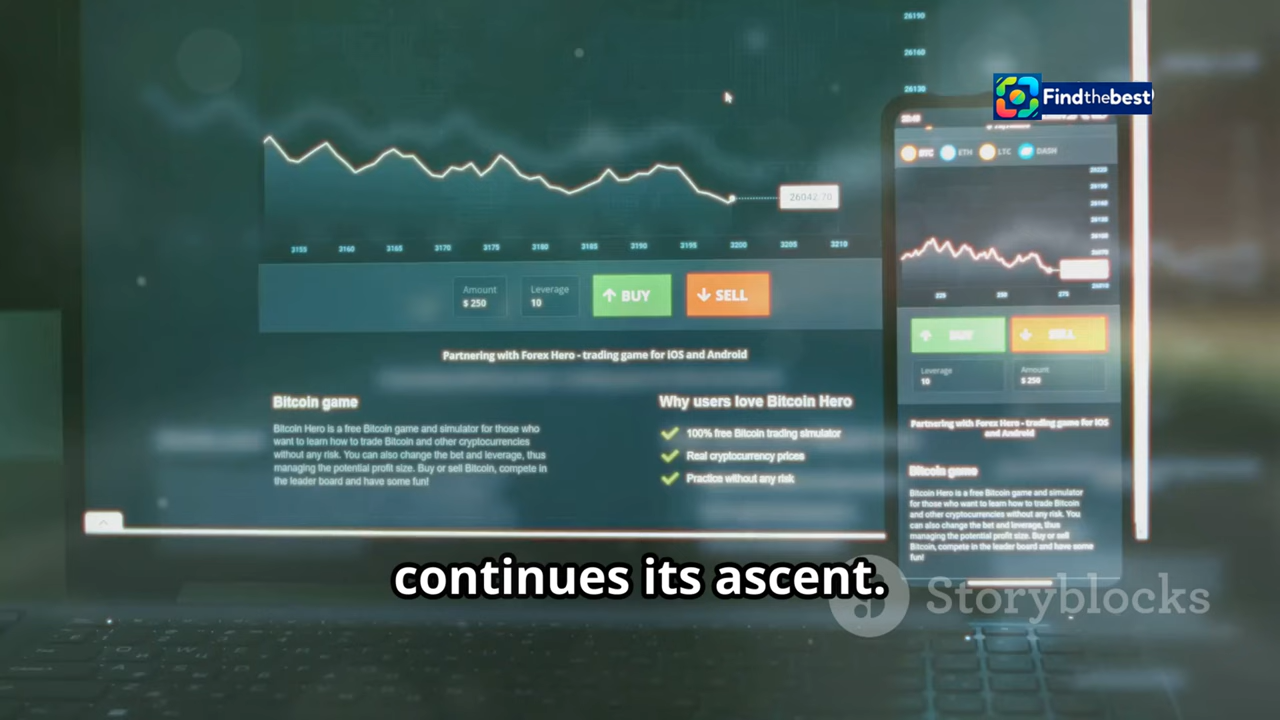 26190
26160
26130
Findthebest
BTC ETH LTC DASH
26042.70
3155 3160 3165 3170 3175 3180 3185 3190 3195 3200 3205 3210
225 250 275
Amount
$ 250
Leverage
10
BUY
SELL
Leverage
10
Amount
$ 250
Partnering with Forex Hero - trading game for iOS and Android
Partnering with Forex Hero - trading game for iOS
and Android
Bitcoin game
Bitcoin Hero is a free Bitcoin game and simulator for those who
want to learn how to trade Bitcoin and other cryptocurrencies
without any risk. You can also change the bet and leverage, thus
managing the potential profit size. Buy or sell Bitcoin, compete in
the leader board and have some fun!
Why users love Bitcoin Hero
100% free Bitcoin trading simulator
Real cryptocurrency prices
Practice without any risk
Bitcoin game
Bitcoin Hero is a free Bitcoin game and simulator
for those who want to learn how to trade Bitcoin
and other cryptocurrencies without any risk. You
can also change the bet and leverage, thus
managing the potential profit size. Buy or sell
Bitcoin, compete in the leader board and have some
fun!
continues its ascent.
Storyblocks